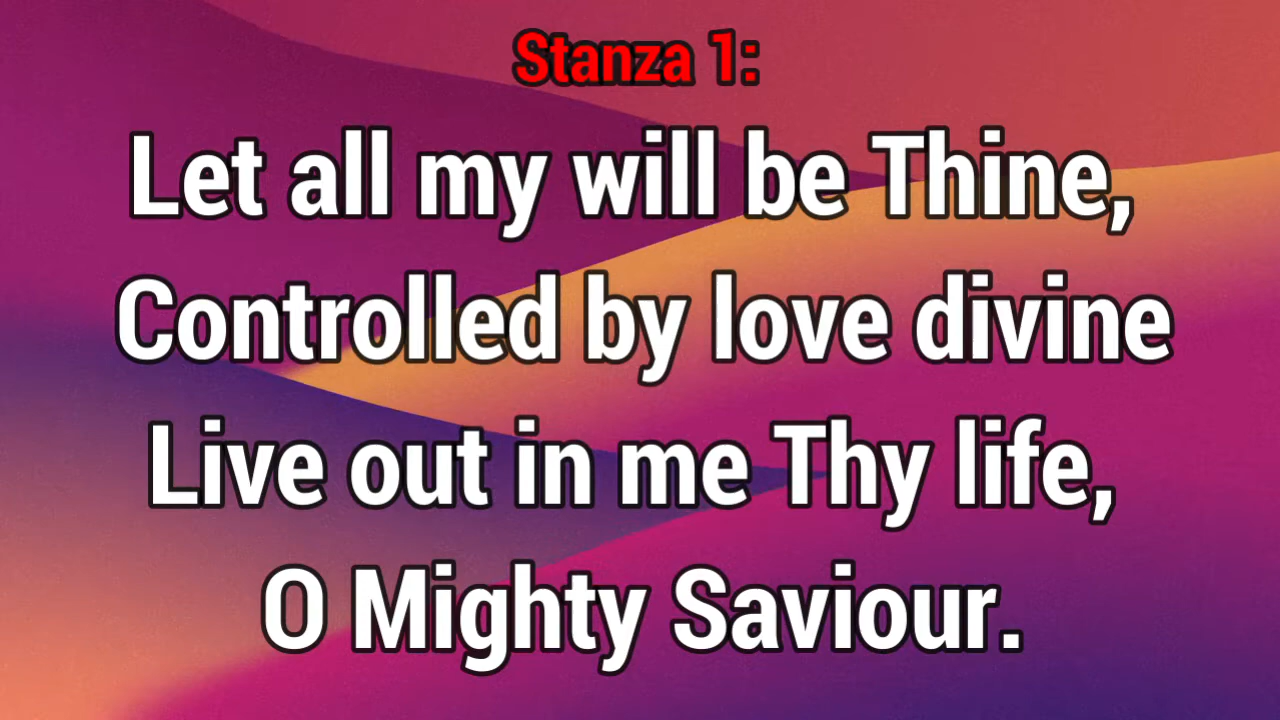 Stanza 1:
Let all my will be Thine,
Controlled by love divine
Live out in me Thy life,
O Mighty Saviour.